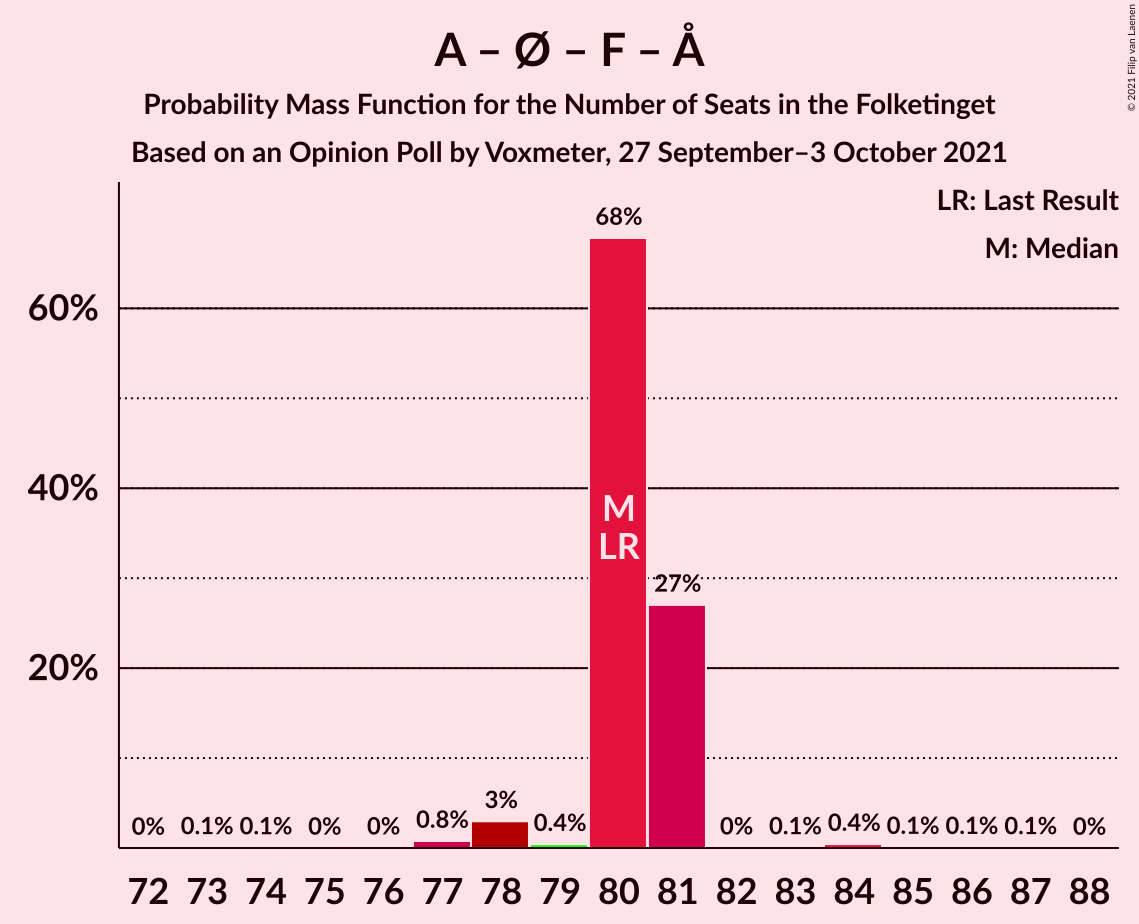 A – Ø – F – Å
Probability Mass Function for the Number of Seats in the Folketinget
Based on an Opinion Poll by Voxmeter, 27 September–3 October 2021
© 2021 Filip van Laenen
LR: Last Result
M: Median
60%
40%
20%
0% 0.1% 0.1% 0% 0% 0.8% 3% 0.4% 68% 27% 0% 0.1% 0.4% 0.1% 0.1% 0.1% 0%
M
LR
72 73 74 75 76 77 78 79 80 81 82 83 84 85 86 87 88